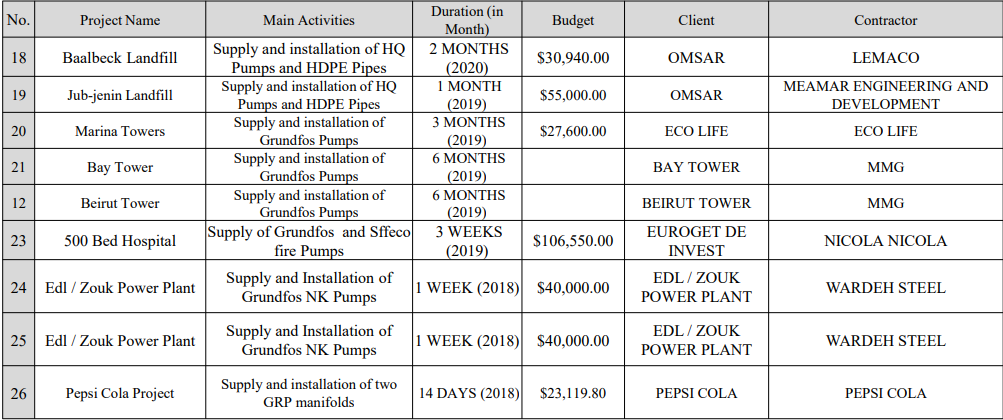 No. Project Name Main Activities Duration (in Month) Budget Client Contractor
18 Baalbeck Landfill Supply and installation of HQ Pumps and HDPE Pipes 2 MONTHS (2020) $30,940.00 OMSAR LEMACO
19 Jub-jenin Landfill Supply and installation of HQ Pumps and HDPE Pipes 1 MONTH (2019) $55,000.00 OMSAR MEAMAR ENGINEERING AND DEVELOPMENT
20 Marina Towers Supply and installation of Grundfos Pumps 3 MONTHS (2019) $27,600.00 ECO LIFE ECO LIFE
21 Bay Tower Supply and installation of Grundfos Pumps 6 MONTHS (2019) BAY TOWER MMG
12 Beirut Tower Supply and installation of Grundfos Pumps 6 MONTHS (2019) BEIRUT TOWER MMG
23 500 Bed Hospital Supply of Grundfos and Sffeco fire Pumps 3 WEEKS (2019) $106,550.00 EUROGET DE INVEST NICOLA NICOLA
24 Edl / Zouk Power Plant Supply and Installation of Grundfos NK Pumps 1 WEEK (2018) $40,000.00 EDL / ZOUK POWER PLANT WARDEH STEEL
25 Edl / Zouk Power Plant Supply and Installation of Grundfos NK Pumps 1 WEEK (2018) $40,000.00 EDL / ZOUK POWER PLANT WARDEH STEEL
26 Pepsi Cola Project Supply and installation of two GRP manifolds 14 DAYS (2018) $23,119.80 PEPSI COLA PEPSI COLA